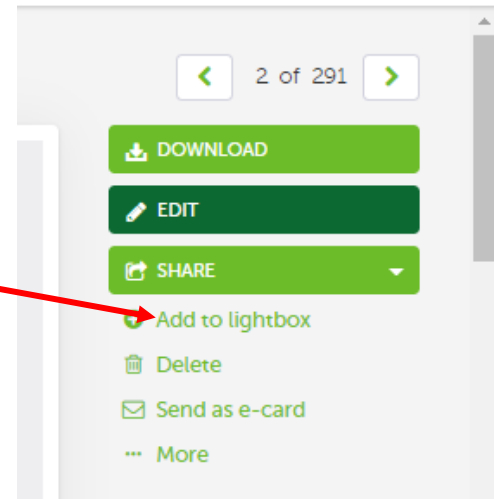 2 of 291
DOWNLOAD
EDIT
SHARE
Add to lightbox
Delete
Send as e-card
More